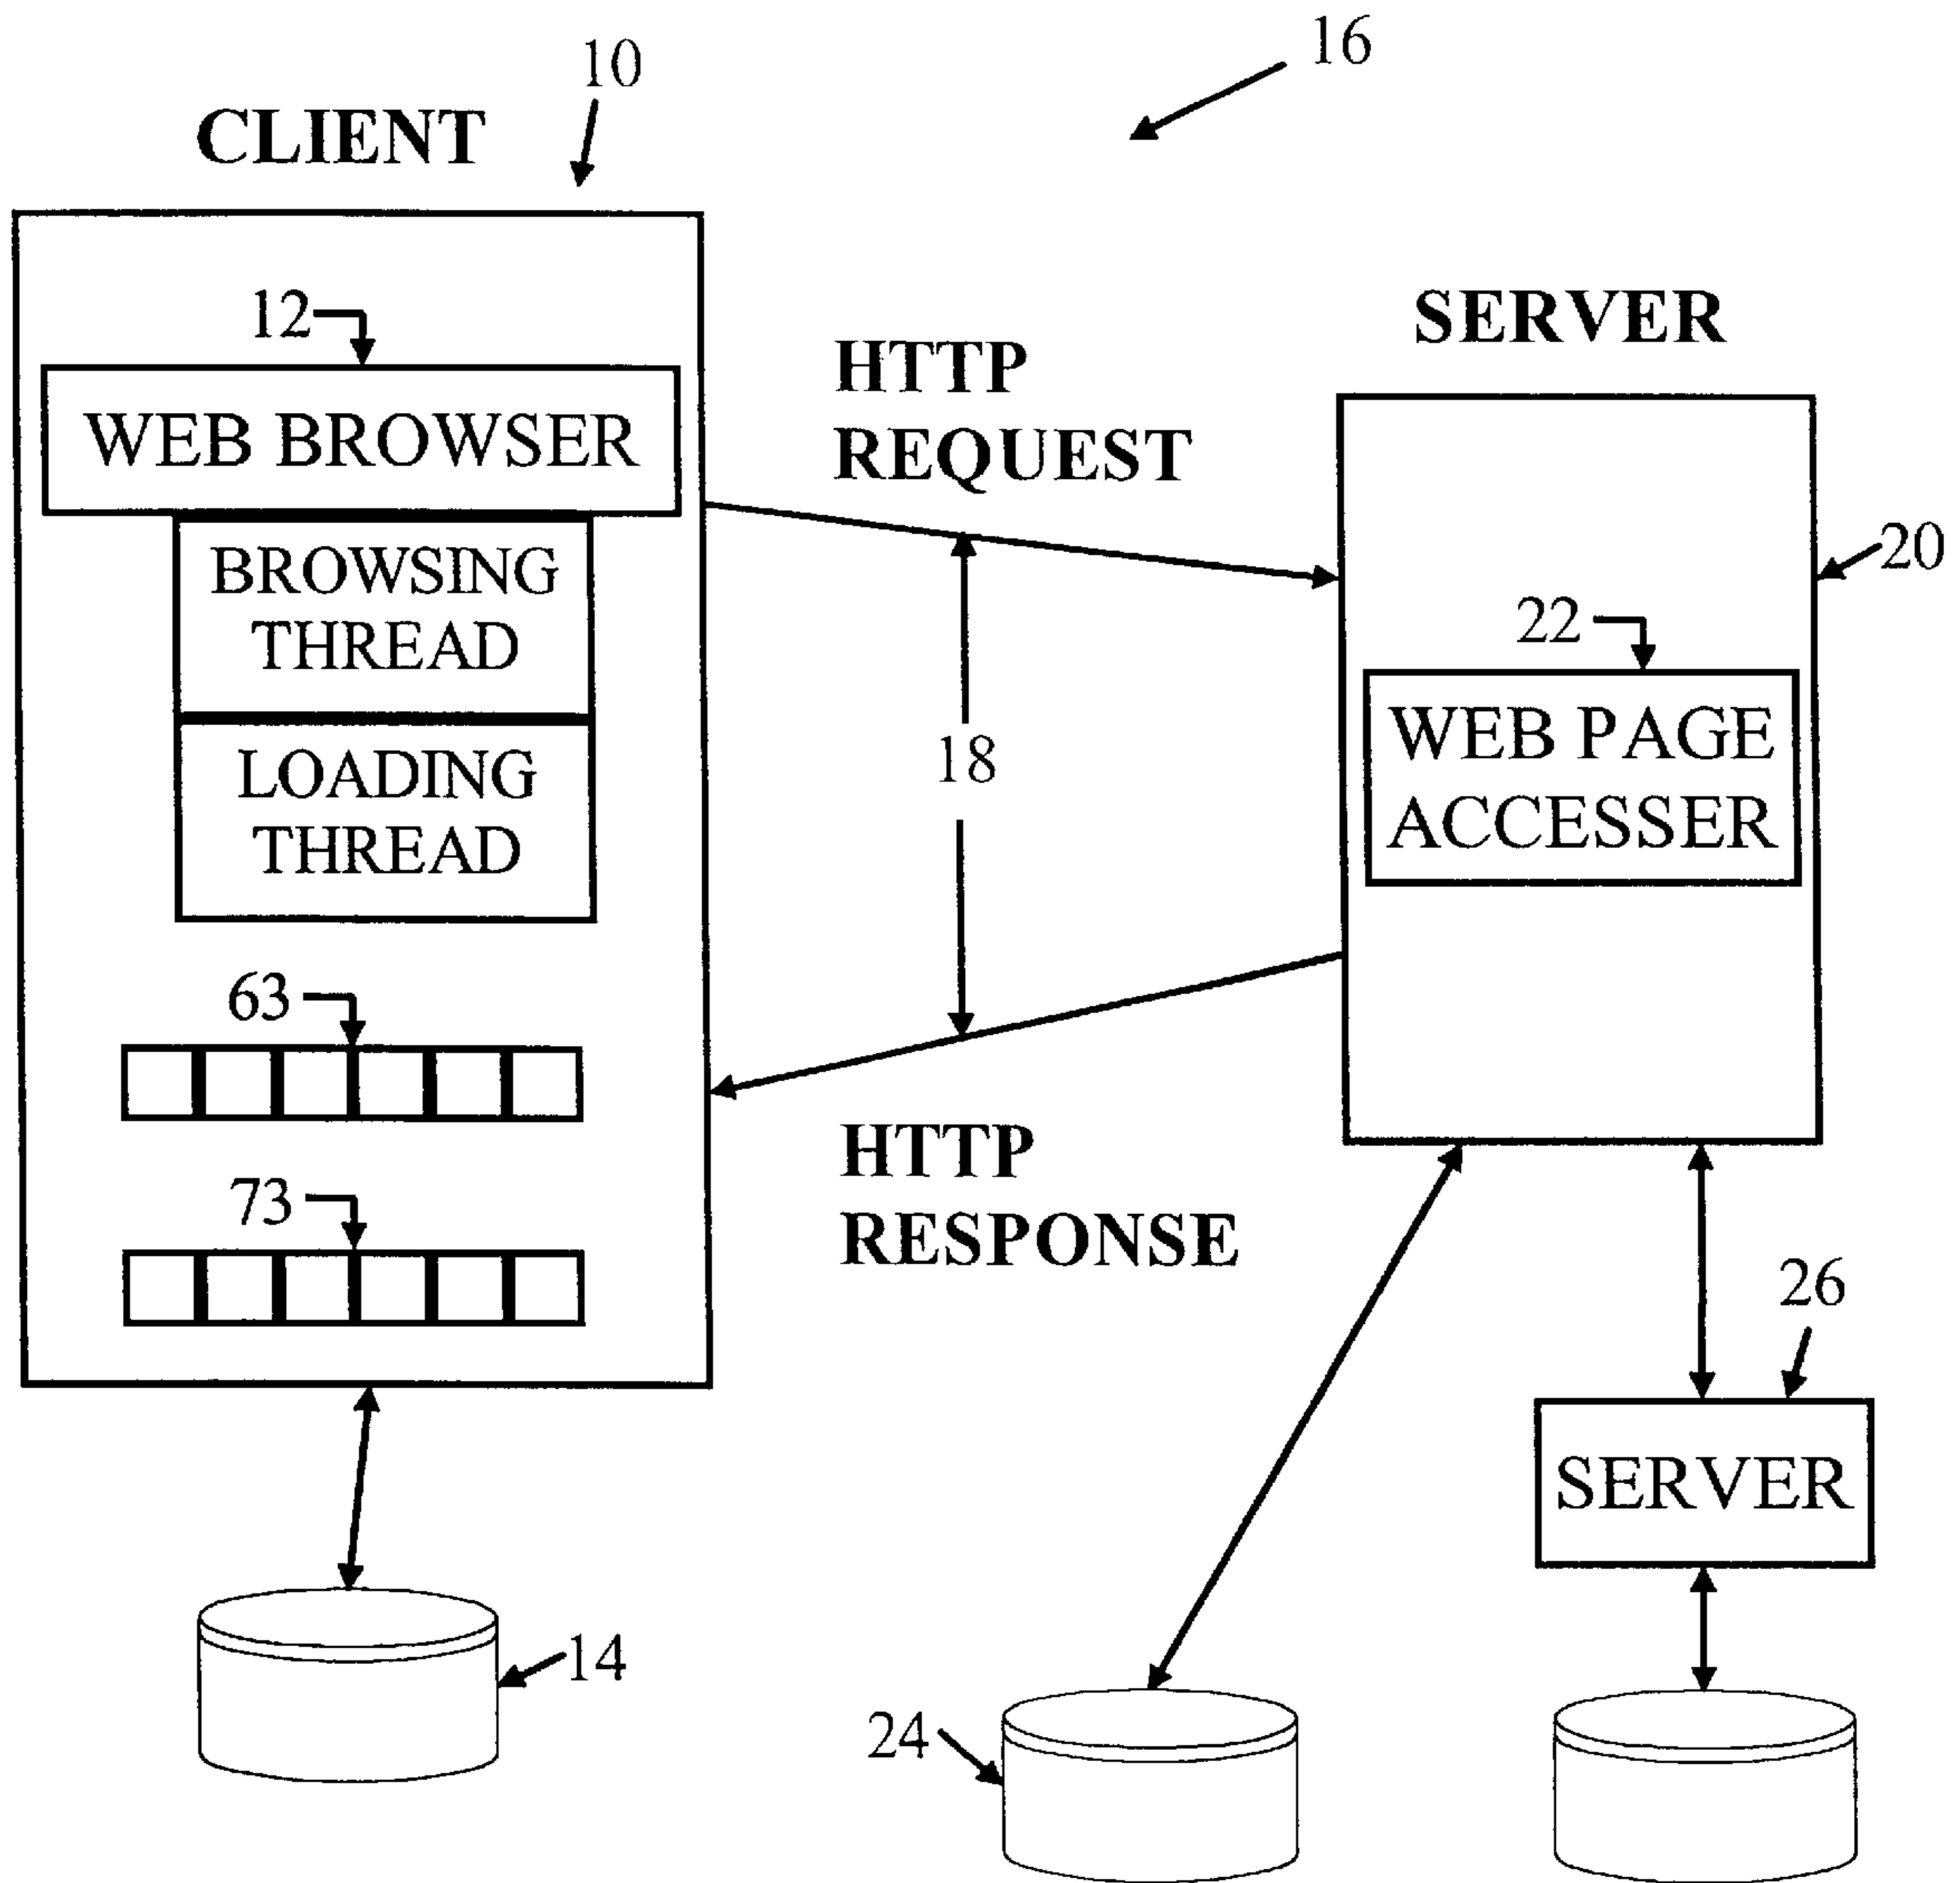 16
10
CLIENT
12
WEB BROWSER
BROWSING
THREAD
LOADING
THREAD
63
73
14
HTTP
REQUEST
18
HTTP
RESPONSE
SERVER
20
22
WEB PAGE
ACCESSER
26
SERVER
24